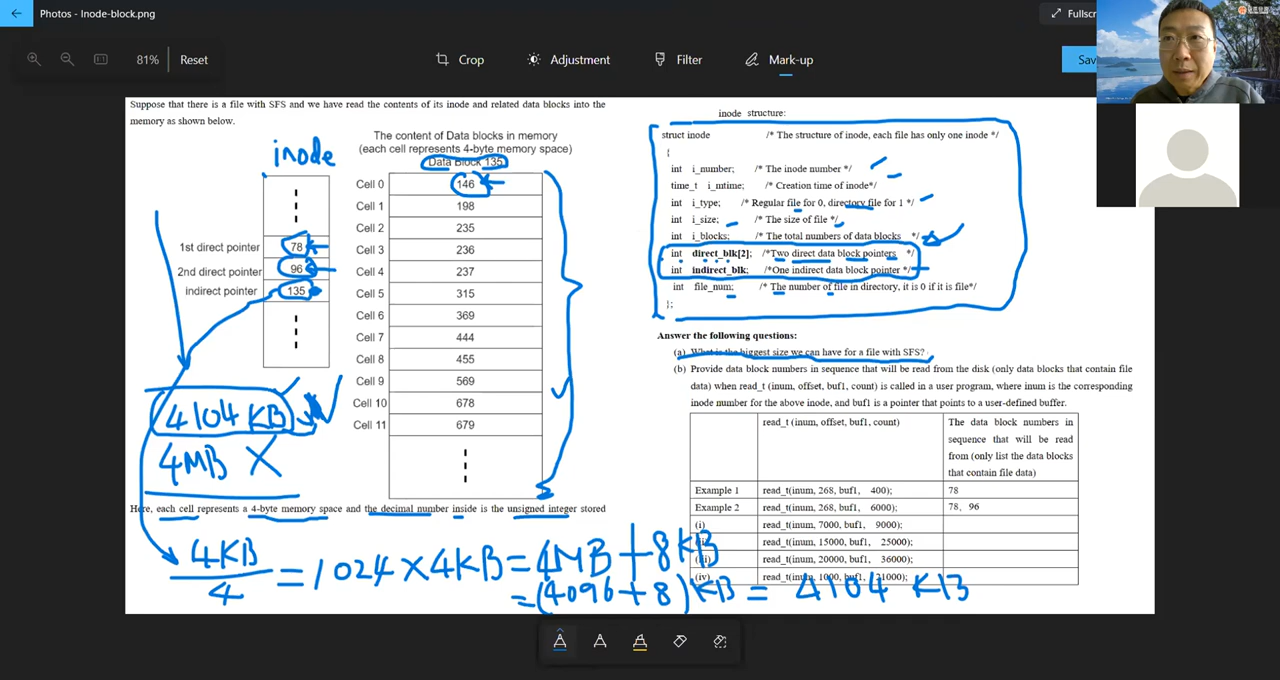 Photos - Inode-block.png
Fullscr
81%
Reset
Crop
Adjustment
Filter
Mark-up
Sav
Suppose that there is a file with SFS and we have read the contents of its inode and related data blocks into the
memory as shown below.
The content of Data blocks in memory
(each cell represents 4-byte memory space)
Data Block 135
inode
1st direct pointer 78
2nd direct pointer 96
indirect pointer 135
Cell 0 146
Cell 1 198
Cell 2 235
Cell 3 236
Cell 4 237
Cell 5 315
Cell 6 369
Cell 7 444
Cell 8 455
Cell 9 569
Cell 10 678
Cell 11 679
4104 KB
4MB X
Here, each cell represents a 4-byte memory space and the decimal number inside is the unsigned integer stored
inode structure:
struct inode /* The structure of inode, each file has only one inode */
{
int i_number; /* The inode number */
time_t i_mtime; /* Creation time of inode*/
int i_type; /* Regular file for 0, directory file for 1 */
int i_size; /* The size of file */
int i_blocks; /* The total numbers of data blocks */
int direct_blk[2]; /*Two direct data block pointers */
int indirect_blk; /*One indirect data block pointer */
int file_num; /* The number of file in directory, it is 0 if it is file*/
};
Answer the following questions:
(a) What is the biggest size we can have for a file with SFS?
(b) Provide data block numbers in sequence that will be read from the disk (only data blocks that contain file
data) when read_t (inum, offset, buf1, count) is called in a user program, where inum is the corresponding
inode number for the above inode, and buf1 is a pointer that points to a user-defined buffer.
read_t (inum, offset, buf1, count)
The data block numbers in
sequence that will be read
from (only list the data blocks
that contain file data)
Example 1 read_t(inum, 268, buf1, 400); 78
Example 2 read_t(inum, 268, buf1, 6000); 78, 96
(i) read_t(inum, 7000, buf1, 9000);
read_t(inum, 15000, buf1, 25000);
read_t(inum, 20000, buf1, 36000);
(iv) read_t(inum, 1000, buf1, 21000);
4KB/4 = 1024 × 4KB = 4MB + 8KB
= (4096 + 8) KB = 4104 KB